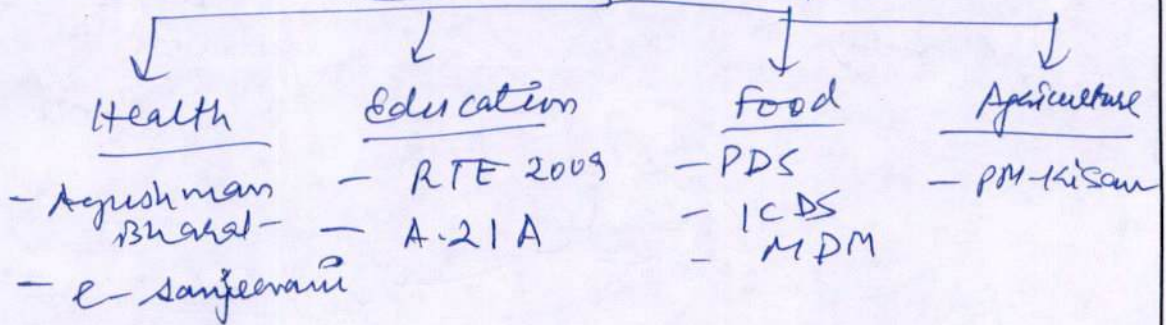 Health Education Food Agriculture
- Ayushman Bharat - RTE 2009 - PDS - PM-Kisan
- e-sanjeevani - A.21A - ICDS
- MDM